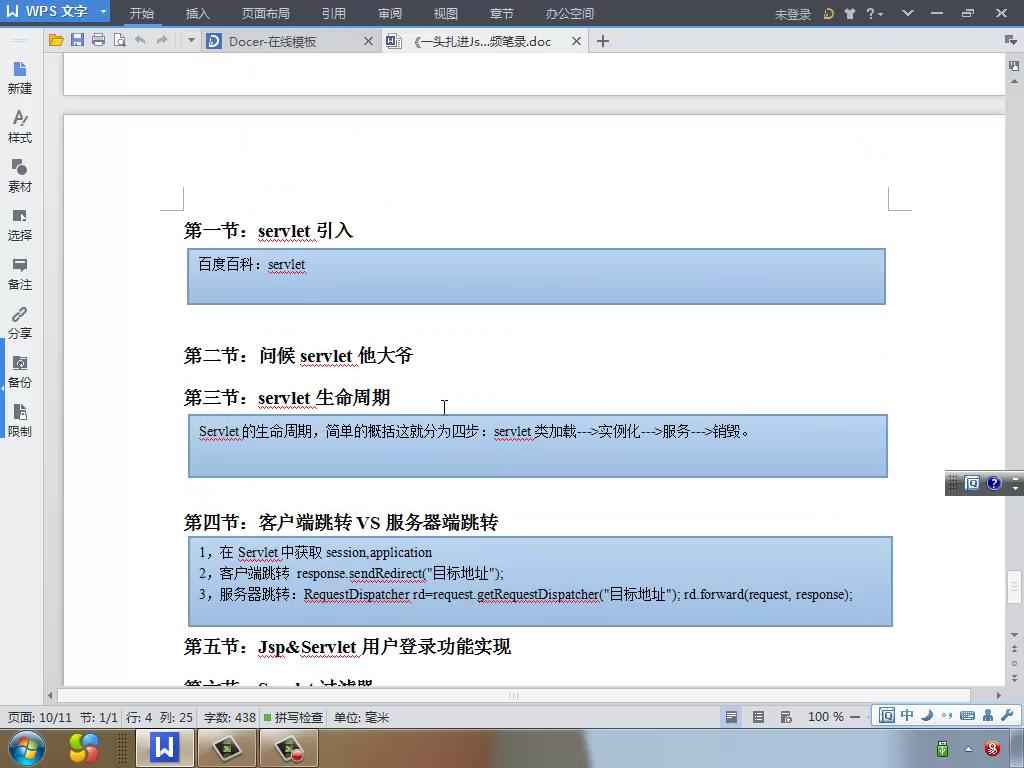 WPS 文字
开始 插入 页面布局 引用 审阅 视图 章节 办公空间 未登录
Docer-在线模板 《一头扎进Js...频笔录.doc
新建
样式
素材
选择
备注
分享
备份
限制
第一节：servlet 引入
百度百科：servlet
第二节：问候 servlet 他大爷
第三节：servlet 生命周期
Servlet 的生命周期，简单的概括这就分为四步：servlet 类加载--->实例化--->服务--->销毁。
第四节：客户端跳转 VS 服务器端跳转
1，在 Servlet 中获取 session,application
2，客户端跳转 response.sendRedirect("目标地址");
3，服务器跳转：RequestDispatcher rd=request.getRequestDispatcher("目标地址"); rd.forward(request, response);
第五节：Jsp&Servlet 用户登录功能实现
第六节：Servlet 过滤器
页面: 10/11 节: 1/1 行: 4 列: 25 字数: 438 拼写检查 单位: 毫米 100 % 中